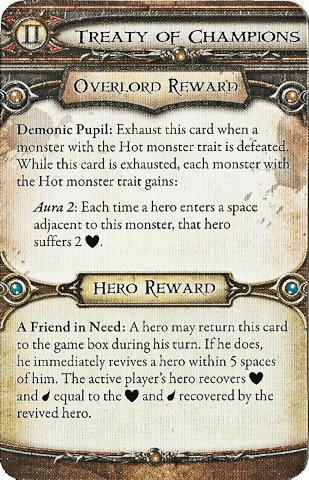 II
Treaty of Champions
Overlord Reward
Demonic Pupil: Exhaust this card when a
monster with the Hot monster trait is defeated.
While this card is exhausted, each monster with
the Hot monster trait gains:
Aura 2: Each time a hero enters a space
adjacent to this monster, that hero
suffers 2 ♥.
Hero Reward
A Friend in Need: A hero may return this card
to the game box during his turn. If he does,
he immediately revives a hero within 5 spaces
of him. The active player's hero recovers ♥
and equal to the ♥ and recovered by the
revived hero.